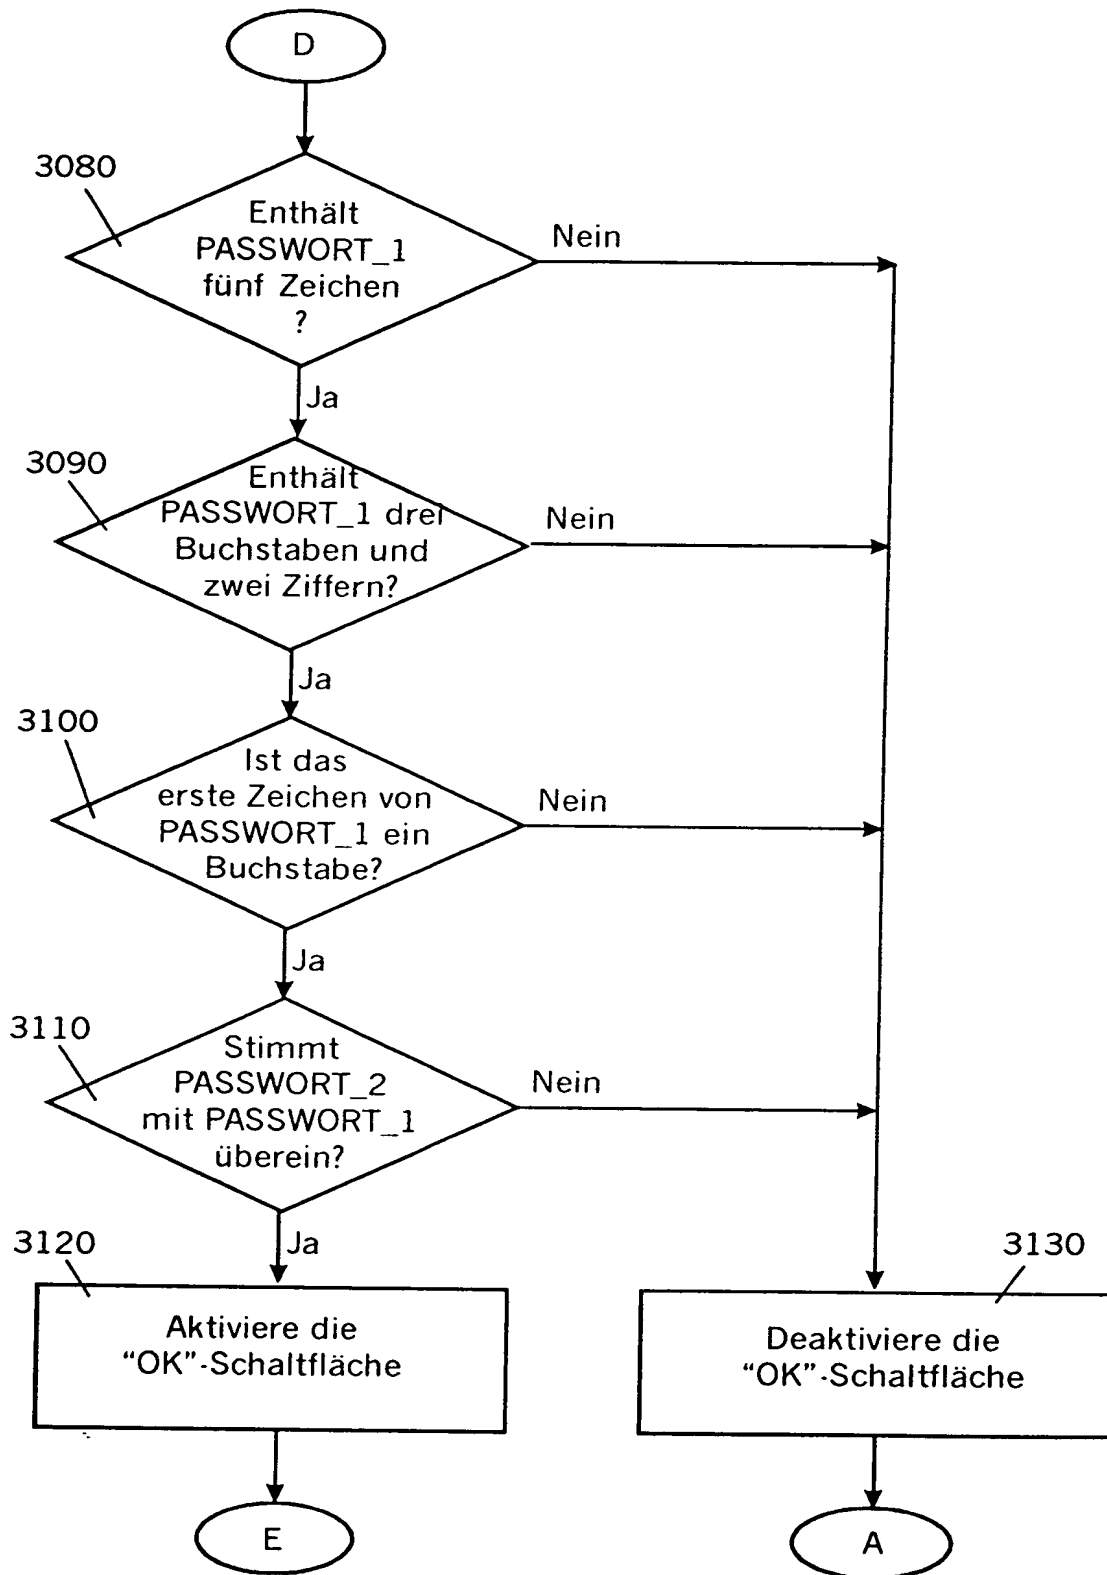 D
3080
Enthält
PASSWORT_1
fünf Zeichen
?
Nein
Ja
3090
Enthält
PASSWORT_1 drei
Buchstaben und
zwei Ziffern?
Nein
Ja
3100
Ist das
erste Zeichen von
PASSWORT_1 ein
Buchstabe?
Nein
Ja
3110
Stimmt
PASSWORT_2
mit PASSWORT_1
überein?
Nein
Ja
3120
Aktiviere die
“OK”-Schaltfläche
3130
Deaktiviere die
“OK”-Schaltfläche
E
A